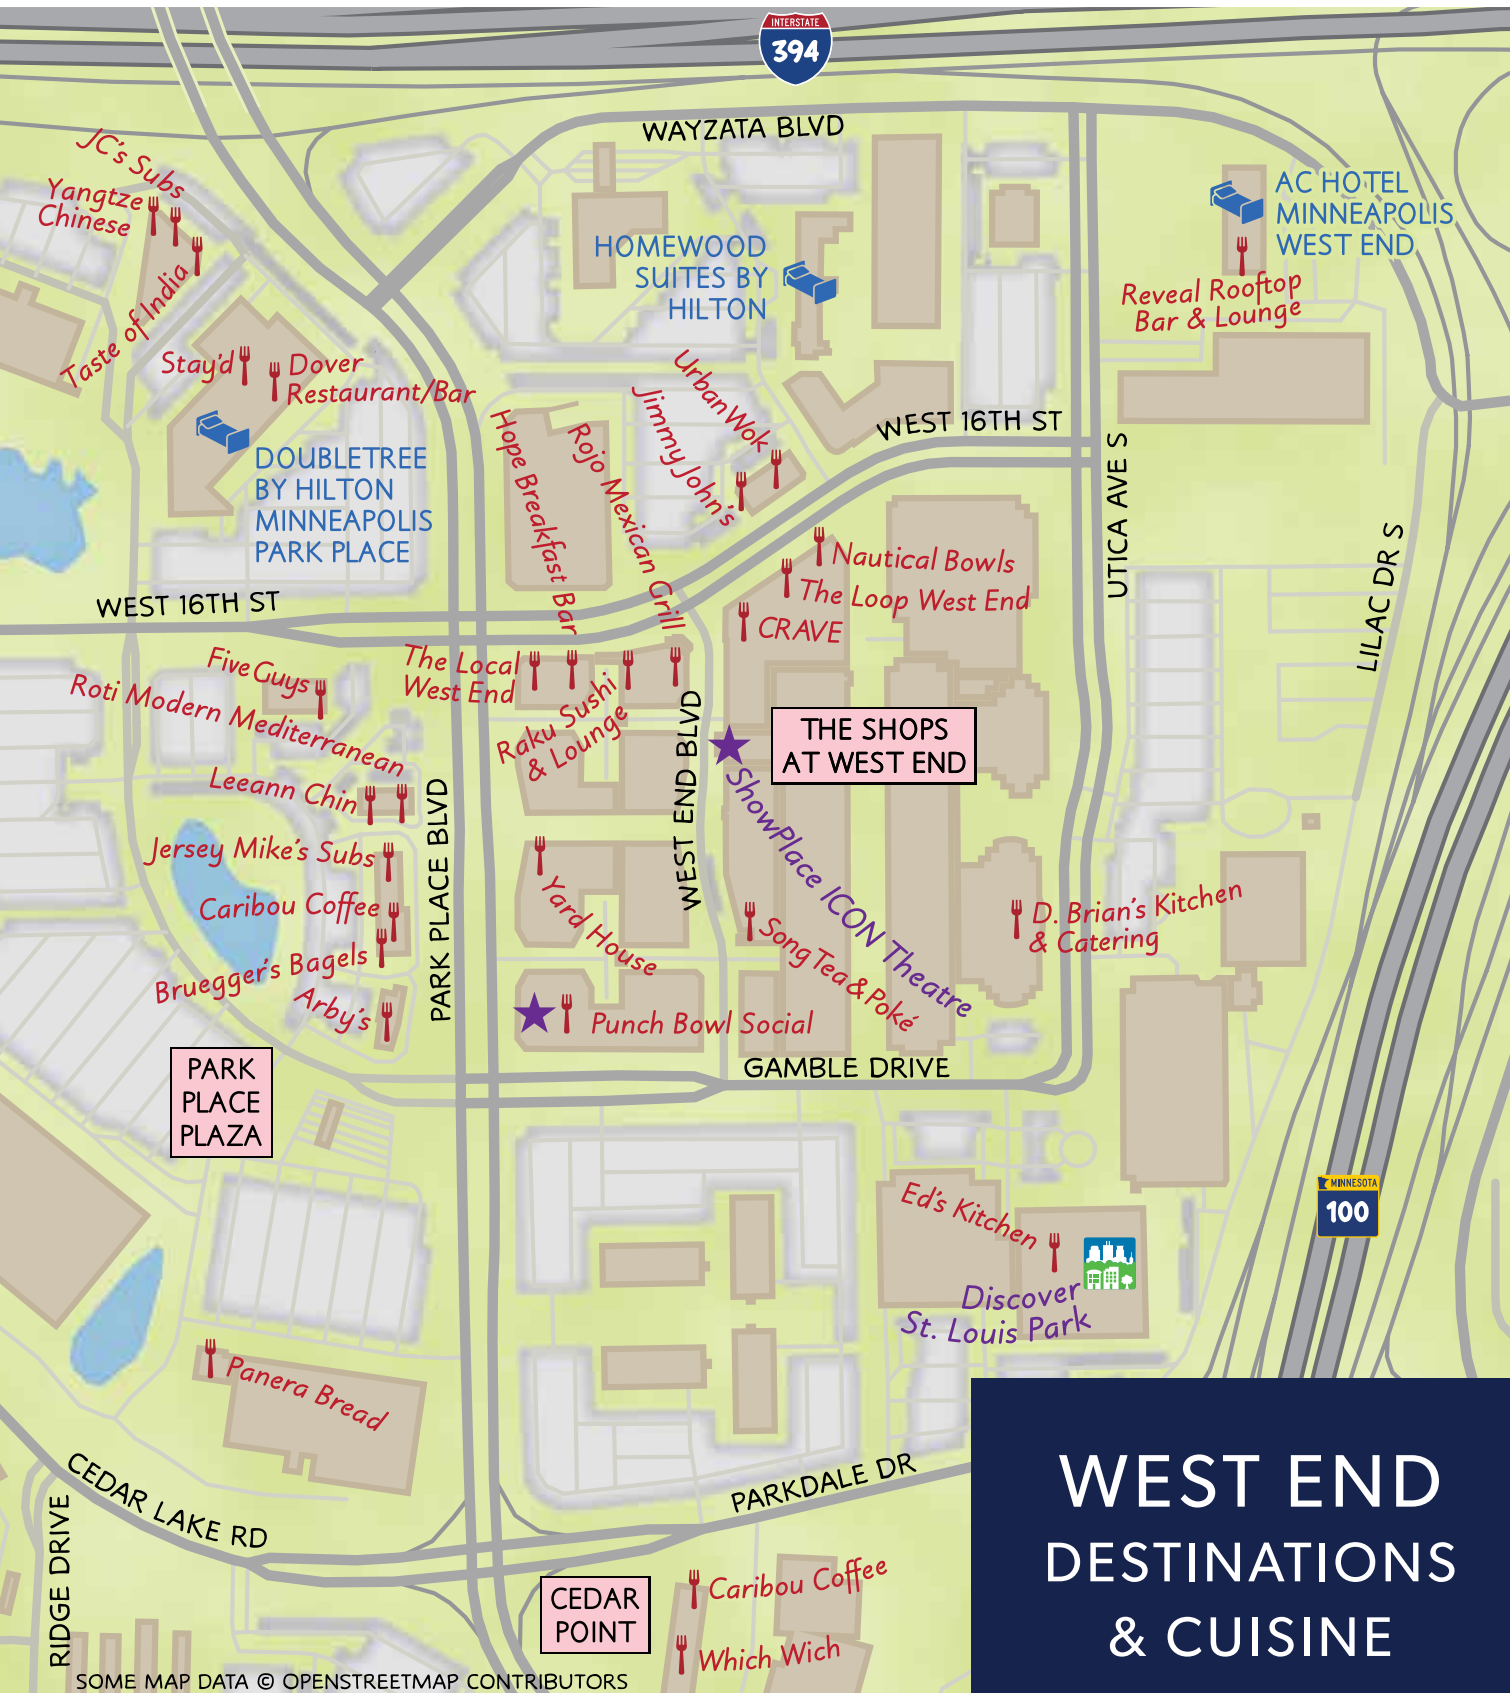 INTERSTATE
394
WAYZATA BLVD
JC's Subs
Yangtze
Chinese
Taste of India
AC HOTEL
MINNEAPOLIS
WEST END
Reveal Rooftop
Bar & Lounge
HOMEWOOD
SUITES BY
HILTON
Stay'd
Dover
Restaurant/Bar
DOUBLETREE
BY HILTON
MINNEAPOLIS
PARK PLACE
UrbanWok
Jimmy John's
Hope Breakfast Bar
Rojo Mexican Grill
WEST 16TH ST
UTICA AVE S
LILAC DR S
Nautical Bowls
The Loop West End
CRAVE
WEST 16TH ST
Five Guys
Roti Modern Mediterranean
The Local
West End
Raku Sushi
& Lounge
WEST END BLVD
THE SHOPS
AT WEST END
ShowPlace ICON Theatre
Leeann Chin
PARK PLACE BLVD
Jersey Mike's Subs
Caribou Coffee
Bruegger's Bagels
Arby's
Yard House
Song Tea & Poké
D. Brian's Kitchen
& Catering
Punch Bowl Social
GAMBLE DRIVE
PARK
PLACE
PLAZA
MINNESOTA
100
Ed's Kitchen
Discover
St. Louis Park
Panera Bread
CEDAR LAKE RD
RIDGE DRIVE
PARKDALE DR
CEDAR
POINT
Caribou Coffee
Which Wich
WEST END
DESTINATIONS
& CUISINE
SOME MAP DATA © OPENSTREETMAP CONTRIBUTORS